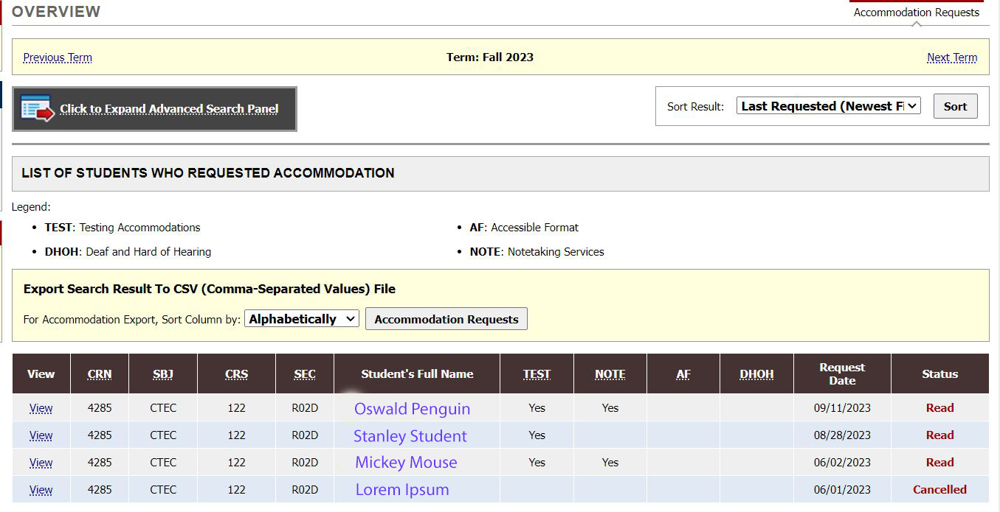 OVERVIEW
Accommodation Requests
Previous Term Term: Fall 2023 Next Term
Click to Expand Advanced Search Panel
Sort Result: Last Requested (Newest Fi Sort
LIST OF STUDENTS WHO REQUESTED ACCOMMODATION
Legend:
• TEST: Testing Accommodations
• AF: Accessible Format
• DHOH: Deaf and Hard of Hearing
• NOTE: Notetaking Services
Export Search Result To CSV (Comma-Separated Values) File
For Accommodation Export, Sort Column by: Alphabetically Accommodation Requests
View CRN SBJ CRS SEC Student's Full Name TEST NOTE AF DHOH Request Date Status
View 4285 CTEC 122 R02D Oswald Penguin Yes Yes 09/11/2023 Read
View 4285 CTEC 122 R02D Stanley Student Yes 08/28/2023 Read
View 4285 CTEC 122 R02D Mickey Mouse Yes Yes 06/02/2023 Read
View 4285 CTEC 122 R02D Lorem Ipsum 06/01/2023 Cancelled